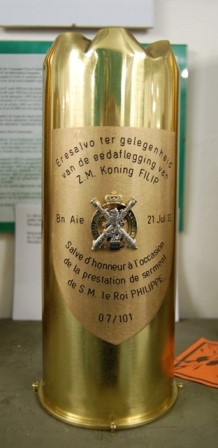 Eresalvo ter gelegenheid
van de eedaflegging van
Z.M. Koning FILIP
Bn Aie
21 Jul
Salve d'honneur à l'occasion
de la prestation de serment
de S.M. le Roi PHILIPPE
07/101